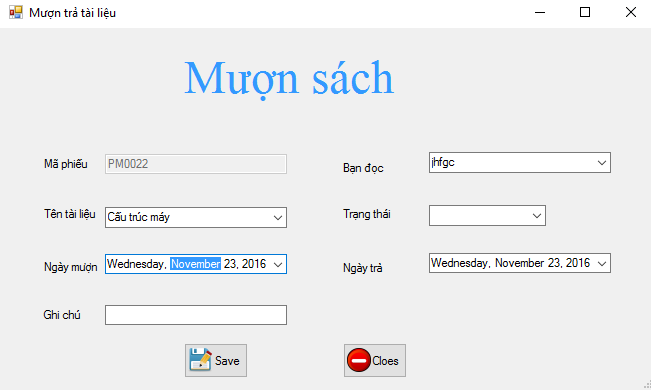 Mượn trả tài liệu
Mượn sách
Mã phiếu PM0022
Bạn đọc jhfgc
Tên tài liệu Cấu trúc máy
Trạng thái
Ngày mượn Wednesday, November 23, 2016
Ngày trả Wednesday, November 23, 2016
Ghi chú
Save
Cloes